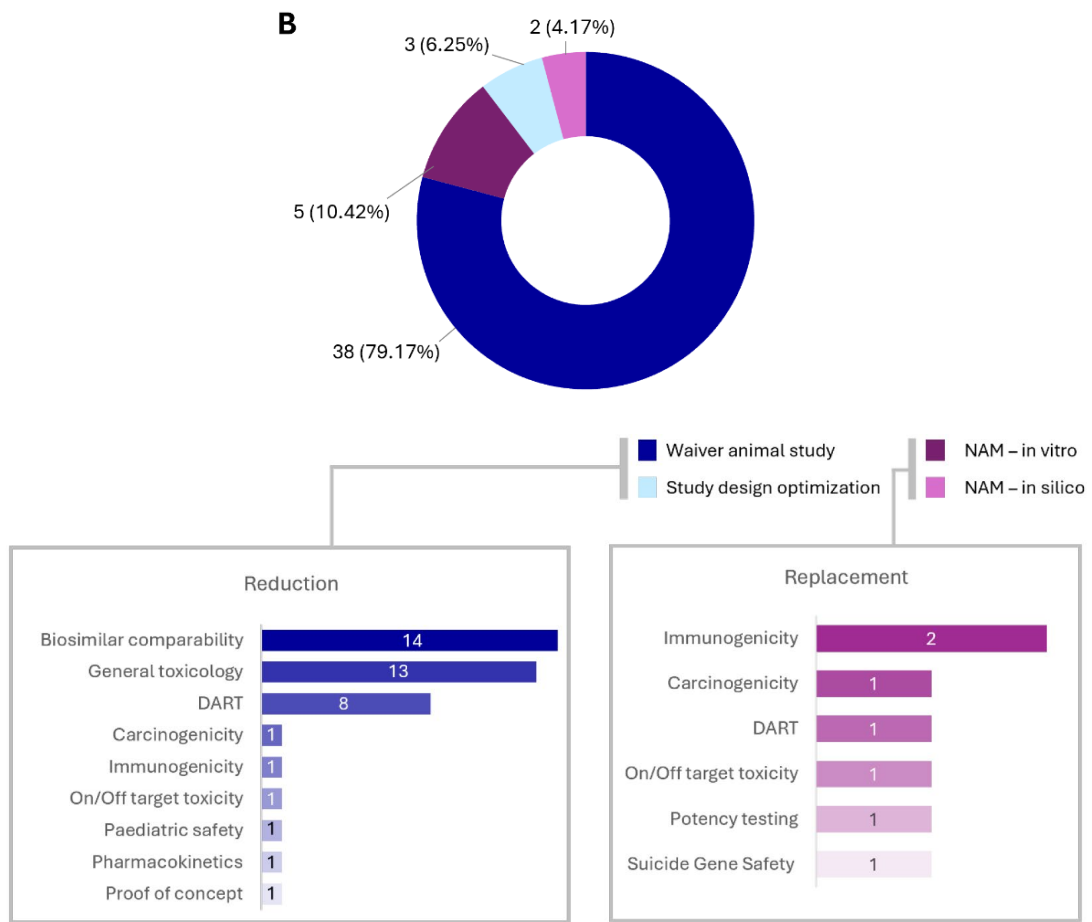 B
2 (4.17%)
3 (6.25%)
5 (10.42%)
38 (79.17%)
Waiver animal study
NAM – in vitro
Study design optimization
NAM – in silico
Reduction
Biosimilar comparability 14
General toxicology 13
DART 8
Carcinogenicity 1
Immunogenicity 1
On/Off target toxicity 1
Paediatric safety 1
Pharmacokinetics 1
Proof of concept 1
Replacement
Immunogenicity 2
Carcinogenicity 1
DART 1
On/Off target toxicity 1
Potency testing 1
Suicide Gene Safety 1